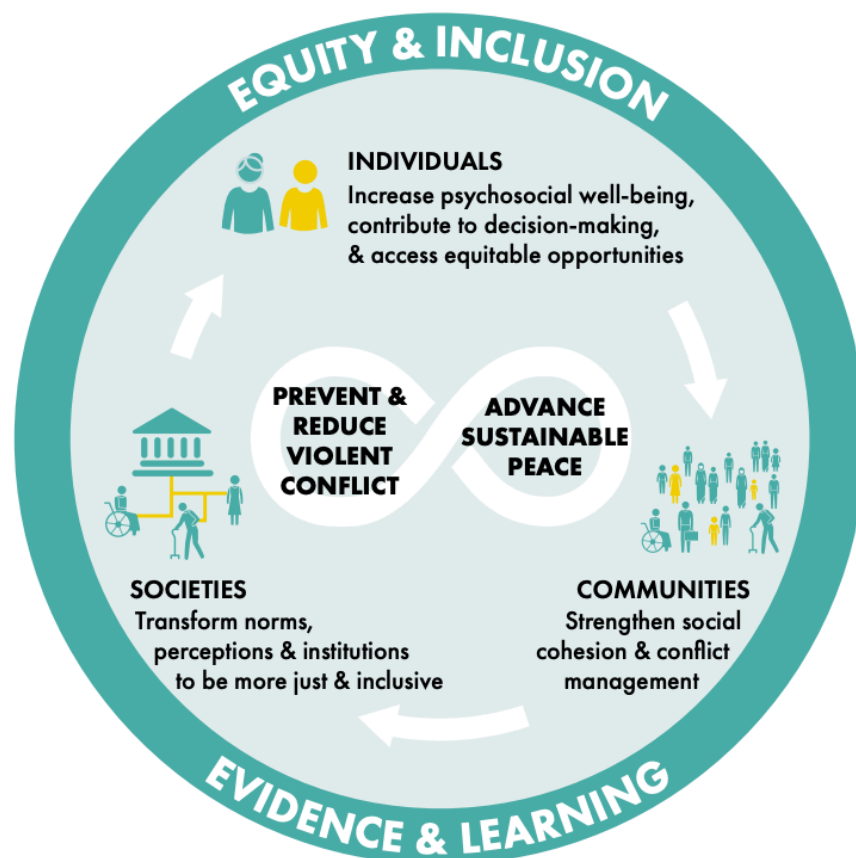 EQUITY & INCLUSION
INDIVIDUALS
Increase psychosocial well-being,
contribute to decision-making,
& access equitable opportunities
PREVENT &
REDUCE
VIOLENT
CONFLICT
ADVANCE
SUSTAINABLE
PEACE
SOCIETIES
Transform norms,
perceptions & institutions
to be more just & inclusive
COMMUNITIES
Strengthen social
cohesion & conflict
management
EVIDENCE & LEARNING